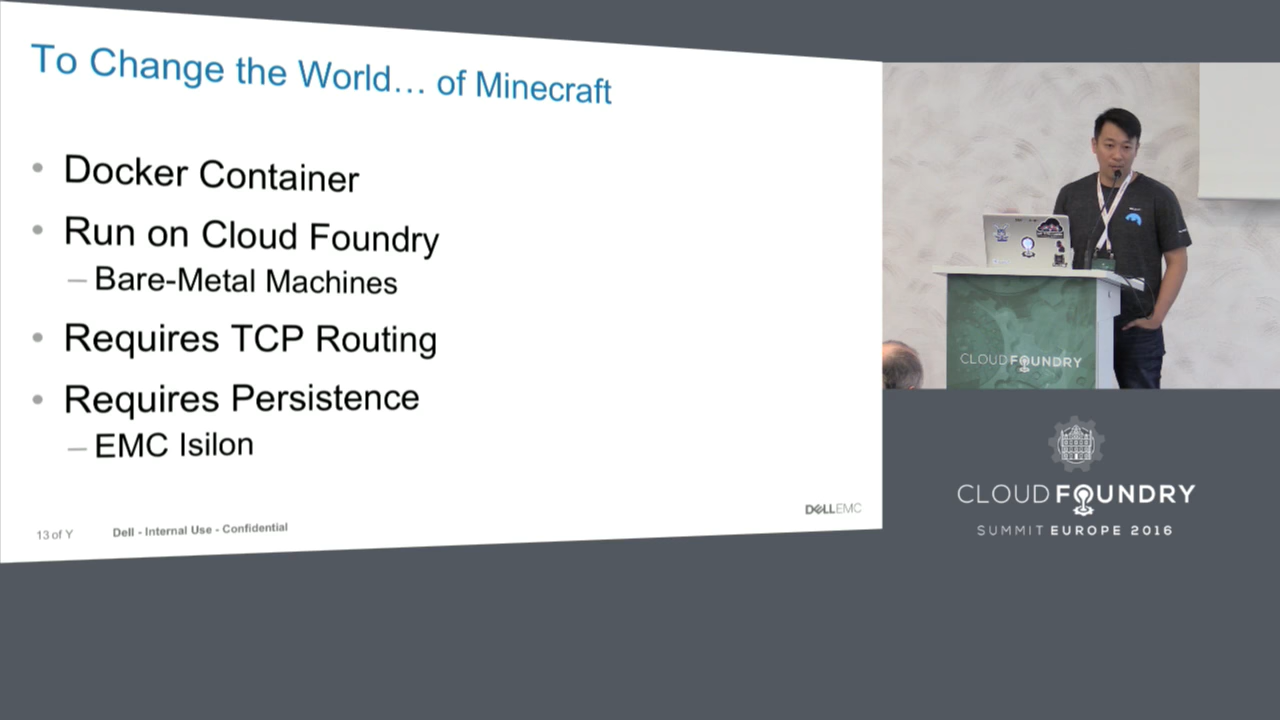 To Change the World... of Minecraft
• Docker Container
• Run on Cloud Foundry
– Bare-Metal Machines
• Requires TCP Routing
• Requires Persistence
– EMC Isilon
13 of Y
Dell - Internal Use - Confidential
DELLEMC
CLOUD FOUNDRY
CLOUD FOUNDRY
SUMMIT EUROPE 2016